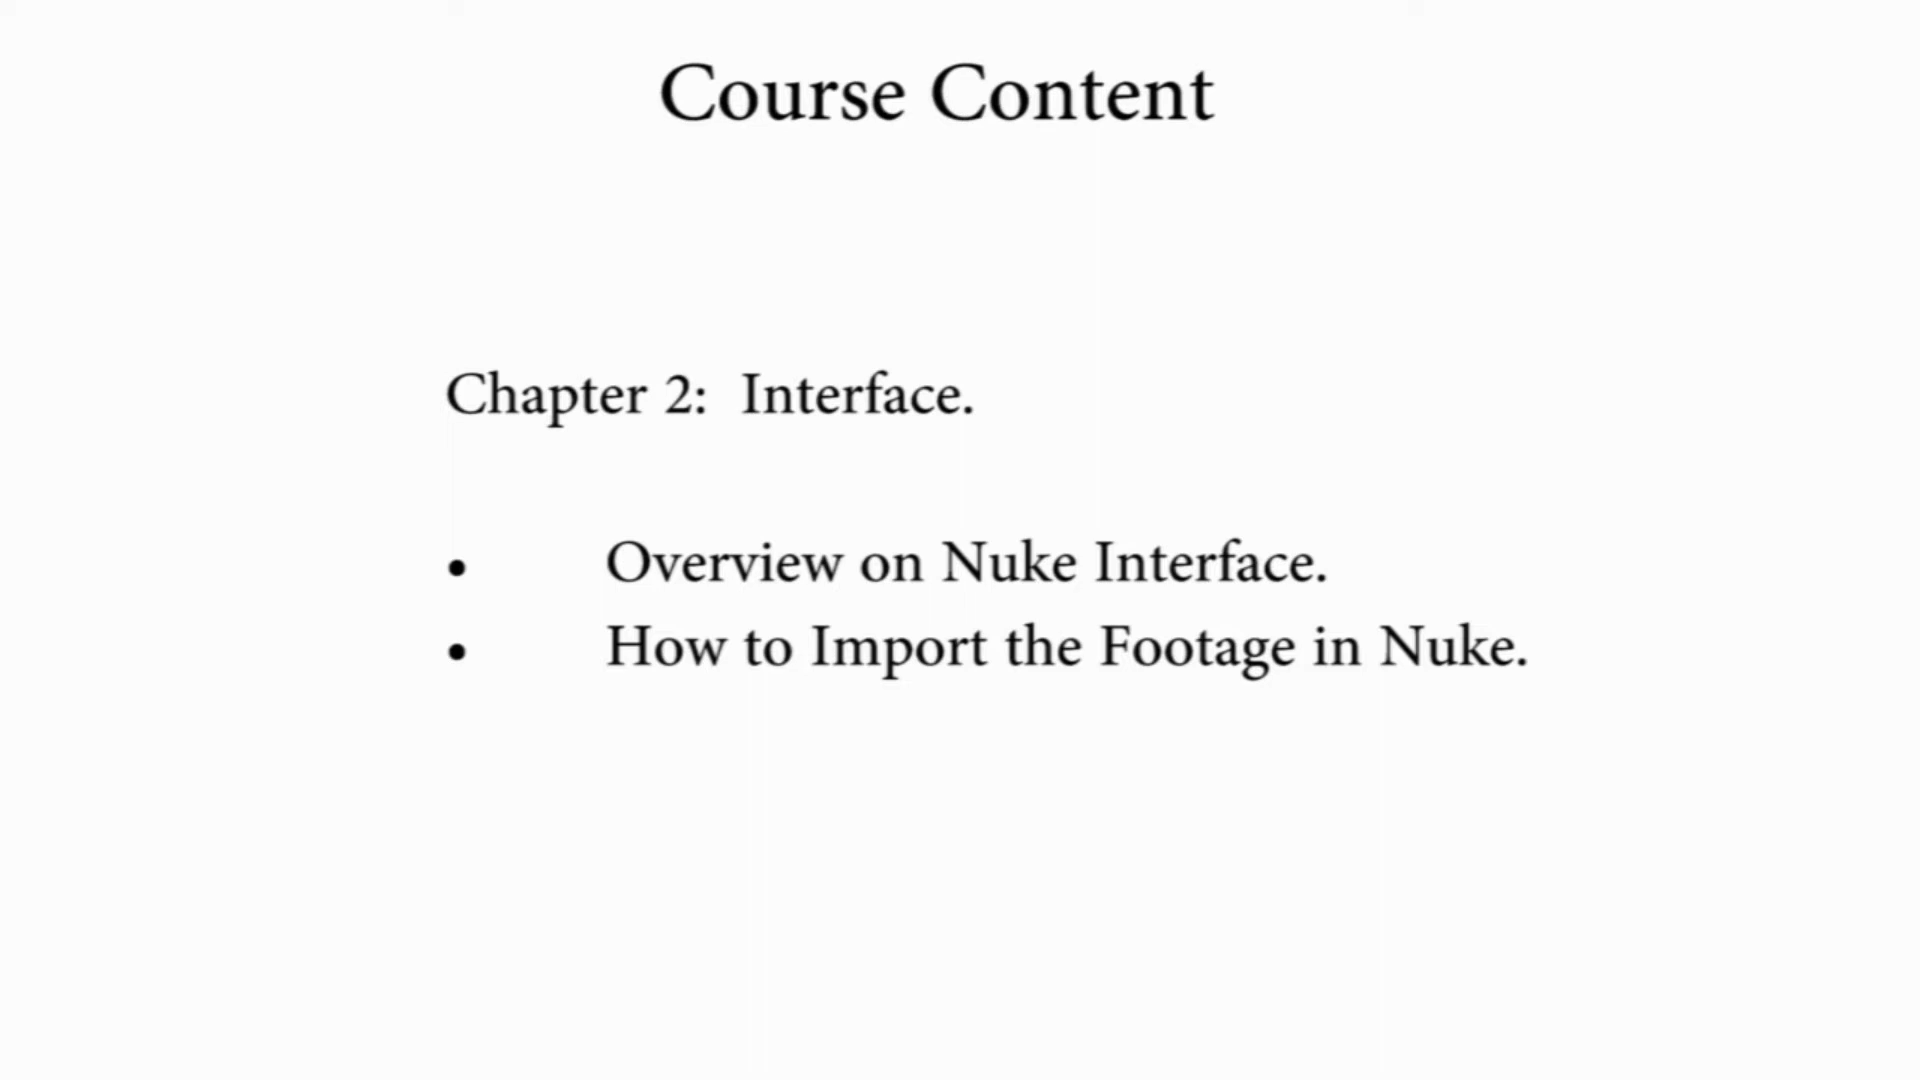 Course Content
Chapter 2: Interface.
• Overview on Nuke Interface.
• How to Import the Footage in Nuke.